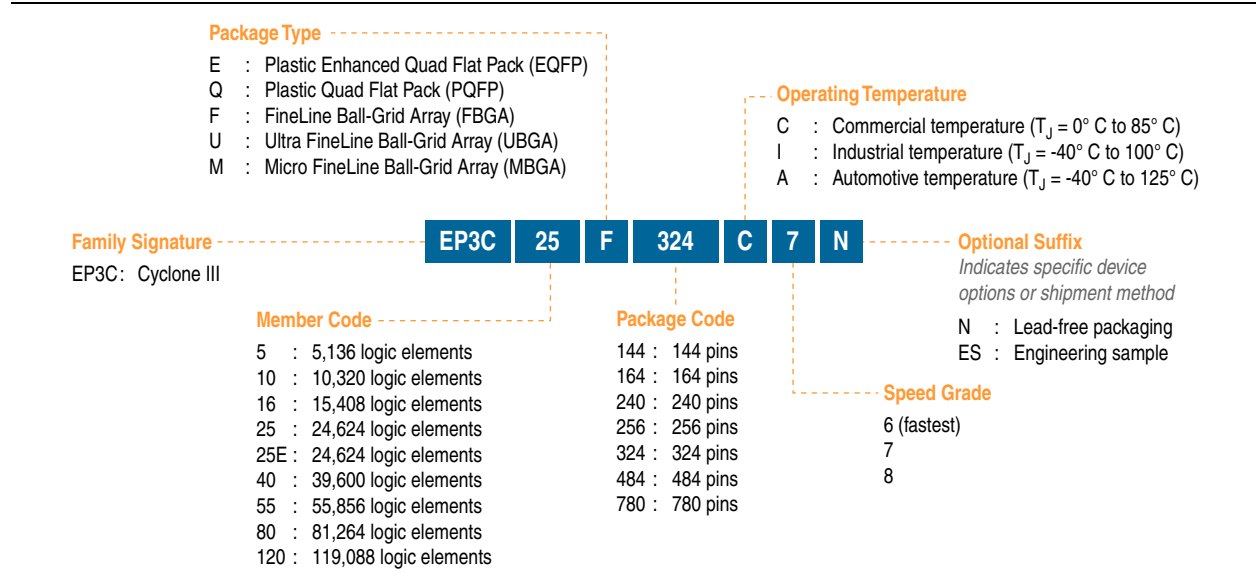 Package Type
E : Plastic Enhanced Quad Flat Pack (EQFP)
Q : Plastic Quad Flat Pack (PQFP)
F : FineLine Ball-Grid Array (FBGA)
U : Ultra FineLine Ball-Grid Array (UBGA)
M : Micro FineLine Ball-Grid Array (MBGA)
Operating Temperature
C : Commercial temperature (TJ = 0° C to 85° C)
I : Industrial temperature (TJ = -40° C to 100° C)
A : Automotive temperature (TJ = -40° C to 125° C)
Family Signature
EP3C : Cyclone III
EP3C 25 F 324 C 7 N
Optional Suffix
Indicates specific device
options or shipment method
N : Lead-free packaging
ES : Engineering sample
Member Code
5 : 5,136 logic elements
10 : 10,320 logic elements
16 : 15,408 logic elements
25 : 24,624 logic elements
25E : 24,624 logic elements
40 : 39,600 logic elements
55 : 55,856 logic elements
80 : 81,264 logic elements
120 : 119,088 logic elements
Package Code
144 : 144 pins
164 : 164 pins
240 : 240 pins
256 : 256 pins
324 : 324 pins
484 : 484 pins
780 : 780 pins
Speed Grade
6 (fastest)
7
8